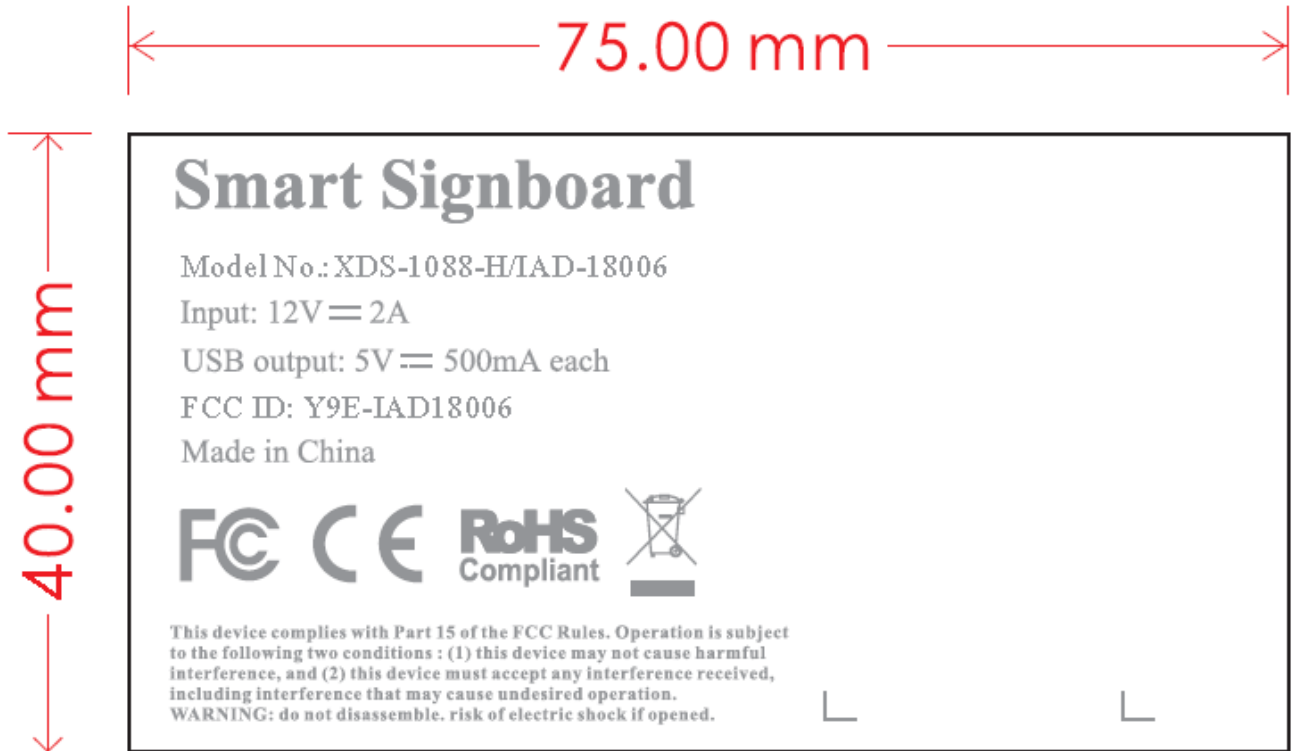 75.00 mm
40.00 mm
Smart Signboard
Model No.: XDS-1088-H/IAD-18006
Input: 12V ⎓ 2A
USB output: 5V ⎓ 500mA each
FCC ID: Y9E-IAD18006
Made in China
FC CE RoHS
Compliant
This device complies with Part 15 of the FCC Rules. Operation is subject
to the following two conditions : (1) this device may not cause harmful
interference, and (2) this device must accept any interference received,
including interference that may cause undesired operation.
WARNING: do not disassemble. risk of electric shock if opened.